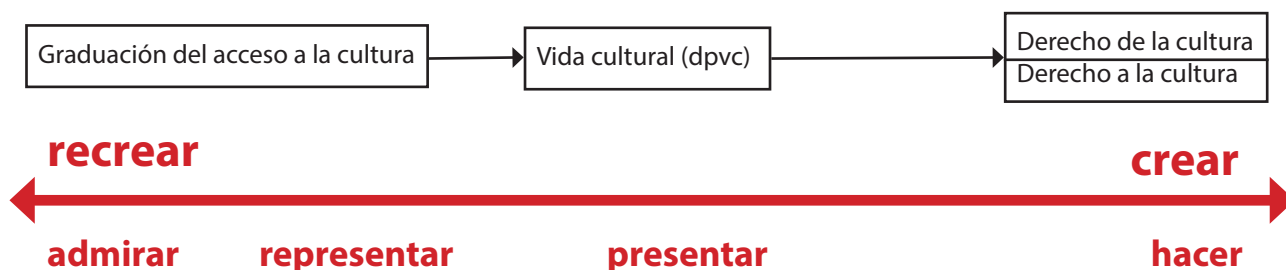 Graduación del acceso a la cultura
Vida cultural (dpvc)
Derecho de la cultura
Derecho a la cultura
recrear
crear
admirar
representar
presentar
hacer